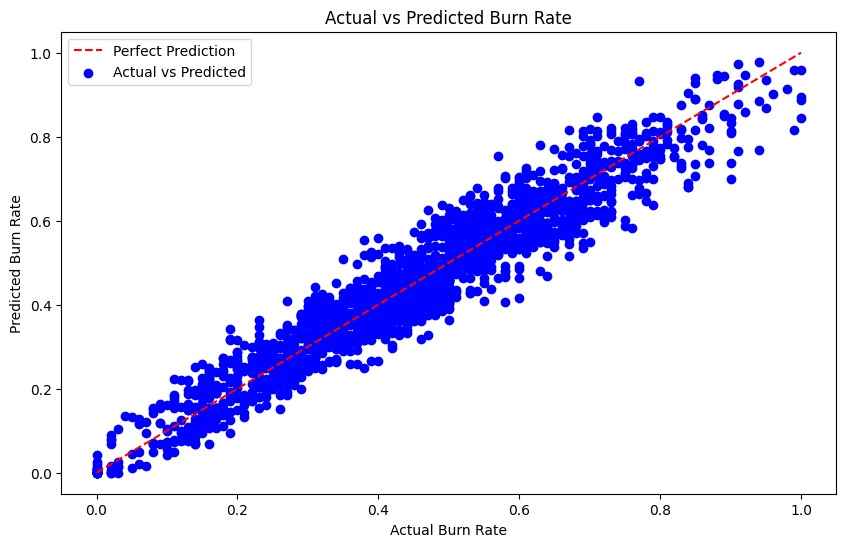 Actual vs Predicted Burn Rate
Perfect Prediction
Actual vs Predicted
1.0
0.8
0.6
0.4
0.2
0.0
Predicted Burn Rate
0.0 0.2 0.4 0.6 0.8 1.0
Actual Burn Rate